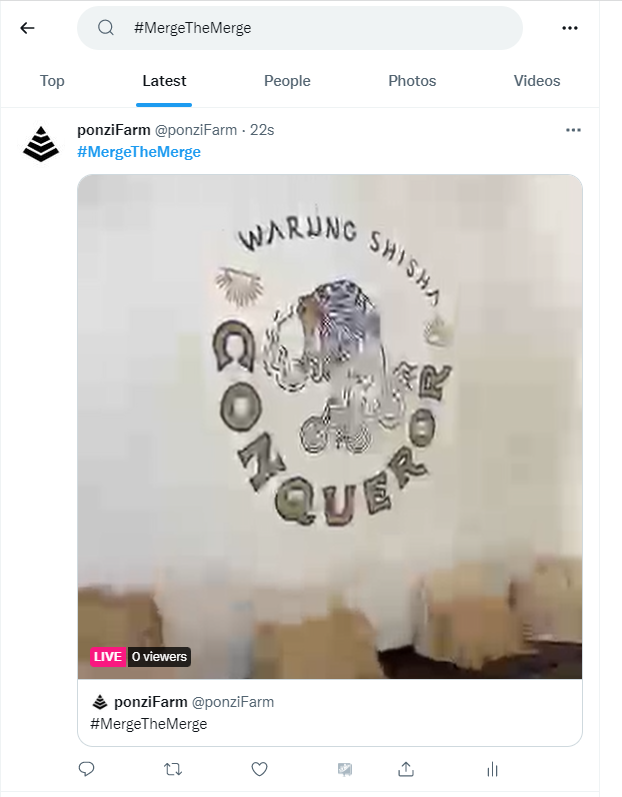 #MergeTheMerge
Top Latest People Photos Videos
ponziFarm @ponziFarm · 22s
#MergeTheMerge
WARUNG SHISHA
CONQUEROR
LIVE 0 viewers
ponziFarm @ponziFarm
#MergeTheMerge